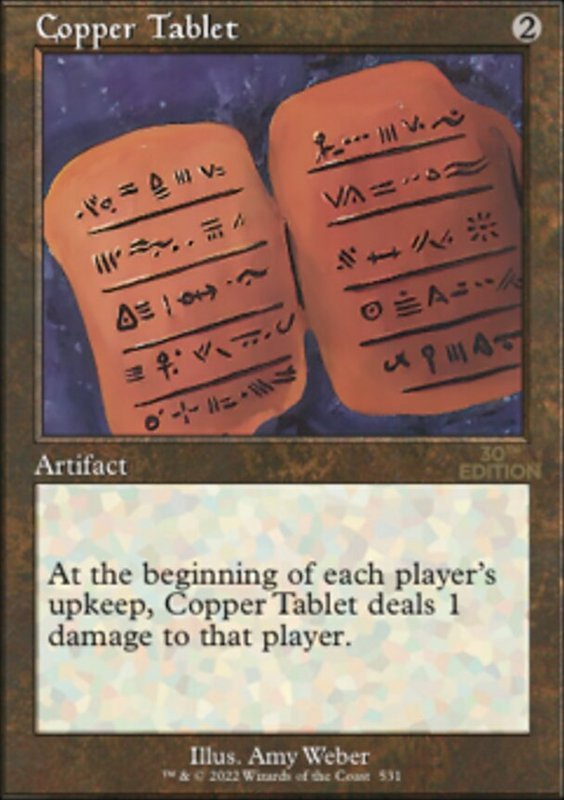 Copper Tablet 2
Artifact
30TH EDITION
At the beginning of each player's
upkeep, Copper Tablet deals 1
damage to that player.
Illus. Amy Weber
™ & © 2022 Wizards of the Coast 531